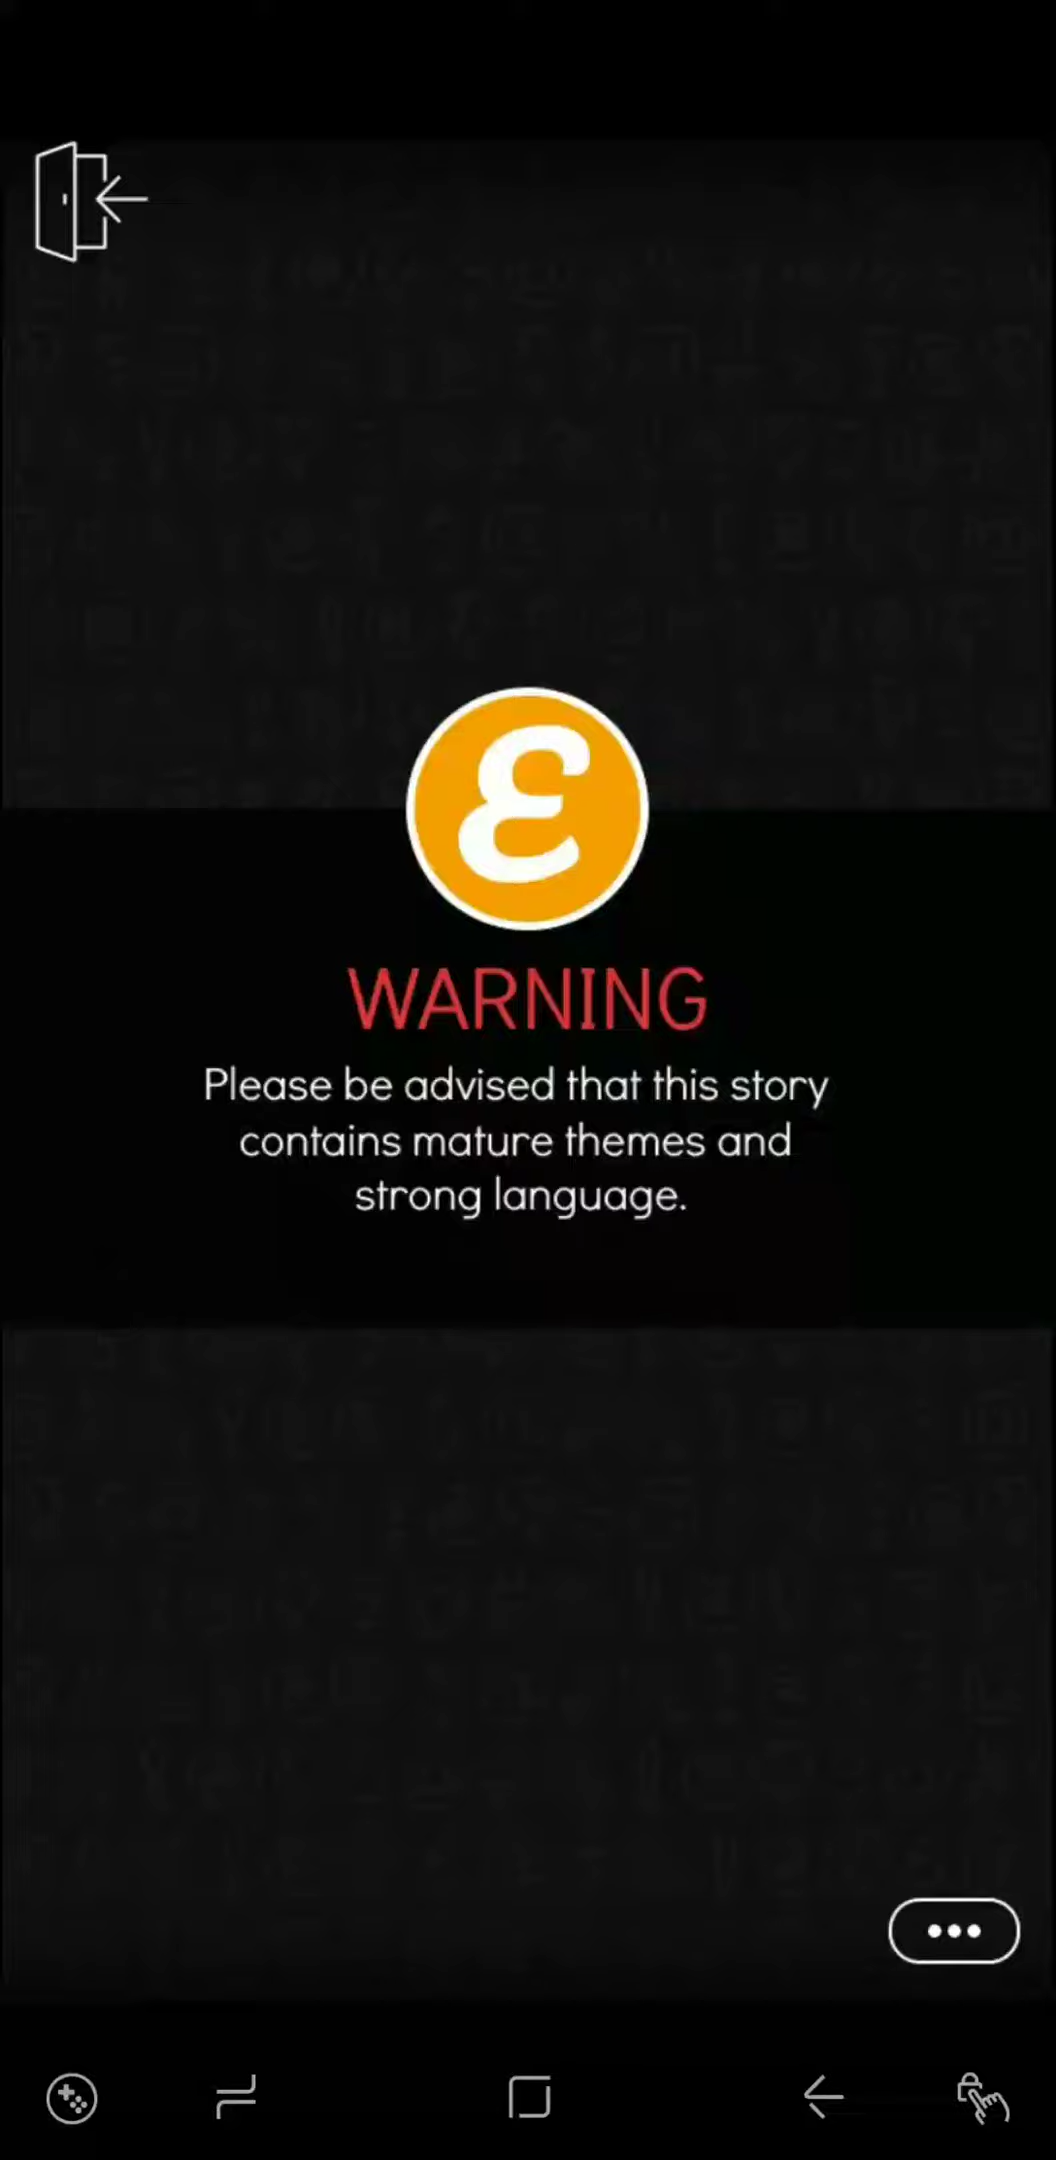 WARNING
Please be advised that this story
contains mature themes and
strong language.